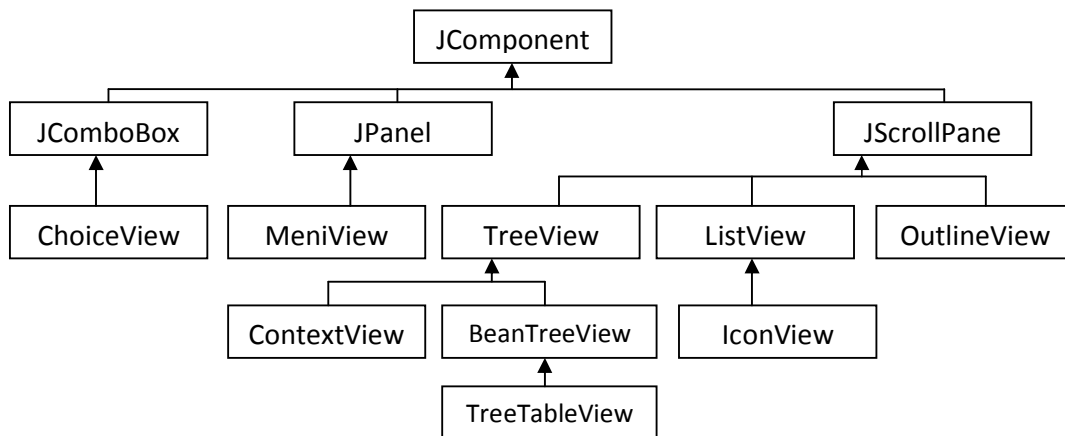 JComponent
JComboBox
JPanel
JScrollPane
ChoiceView
MeniView
TreeView
ListView
OutlineView
ContextView
BeanTreeView
IconView
TreeTableView